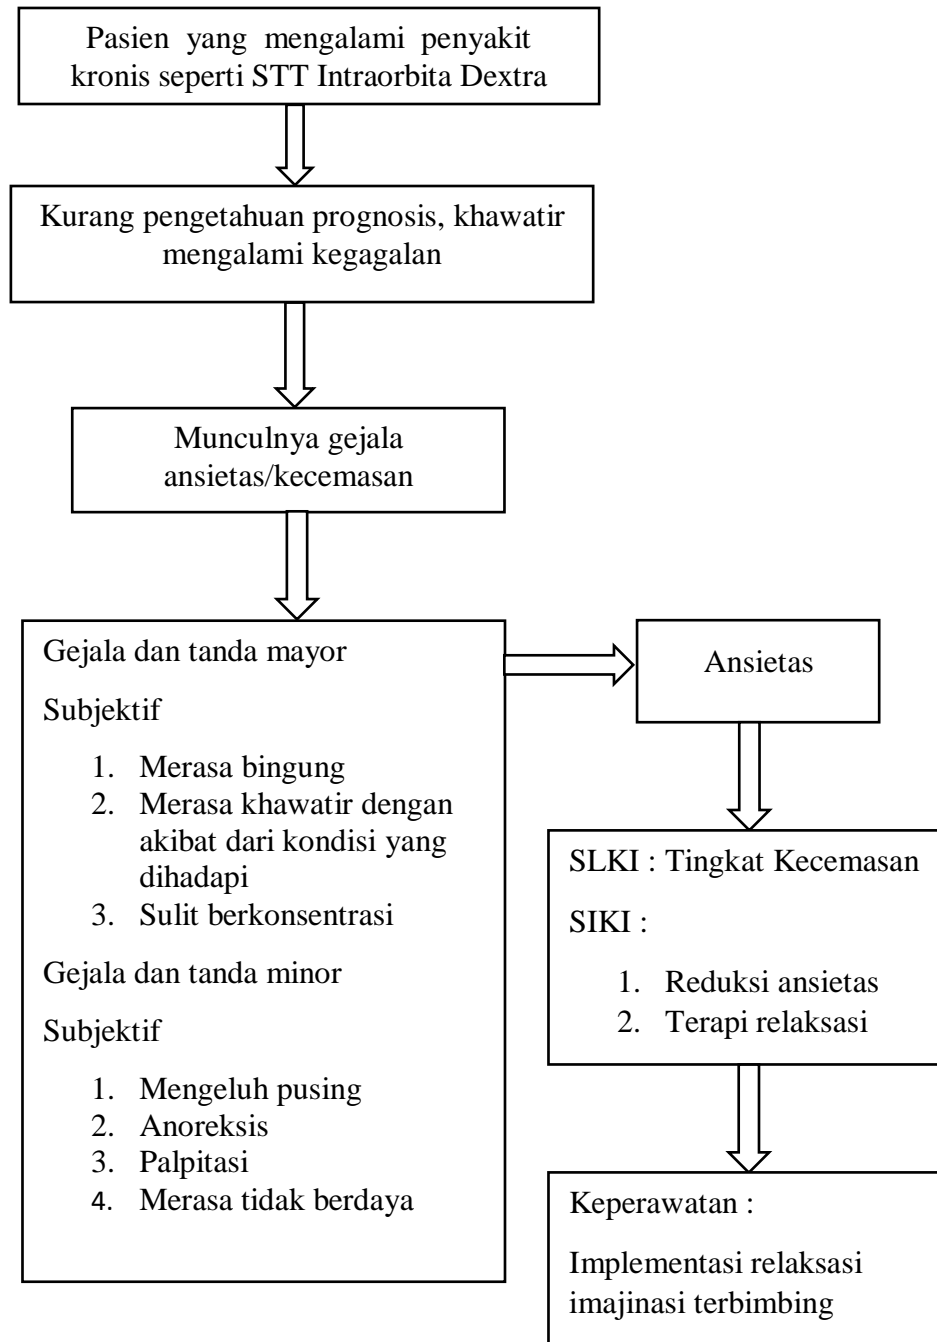 Pasien yang mengalami penyakit
kronis seperti STT Intraorbita Dextra
Kurang pengetahuan prognosis, khawatir
mengalami kegagalan
Munculnya gejala
ansietas/kecemasan
Gejala dan tanda mayor
Subjektif
1. Merasa bingung
2. Merasa khawatir dengan
akibat dari kondisi yang
dihadapi
3. Sulit berkonsentrasi
Gejala dan tanda minor
Subjektif
1. Mengeluh pusing
2. Anoreksis
3. Palpitasi
4. Merasa tidak berdaya
Ansietas
SLKI : Tingkat Kecemasan
SIKI :
1. Reduksi ansietas
2. Terapi relaksasi
Keperawatan :
Implementasi relaksasi
imajinasi terbimbing